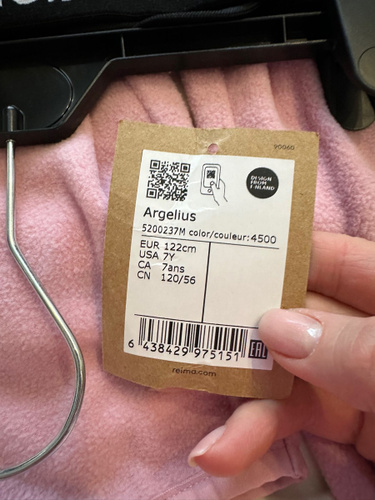 90060
DESIGN
FROM
FINLAND
Argelius
5200237M color/couleur:4500
EUR 122cm
USA 7Y
CA 7ans
CN 120/56
6 438429 975151
EAC
reima.com